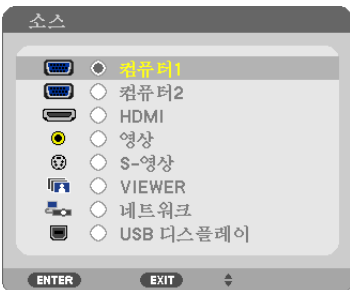 소스
컴퓨터1
컴퓨터2
HDMI
영상
S-영상
VIEWER
네트워크
USB 디스플레이
ENTER EXIT